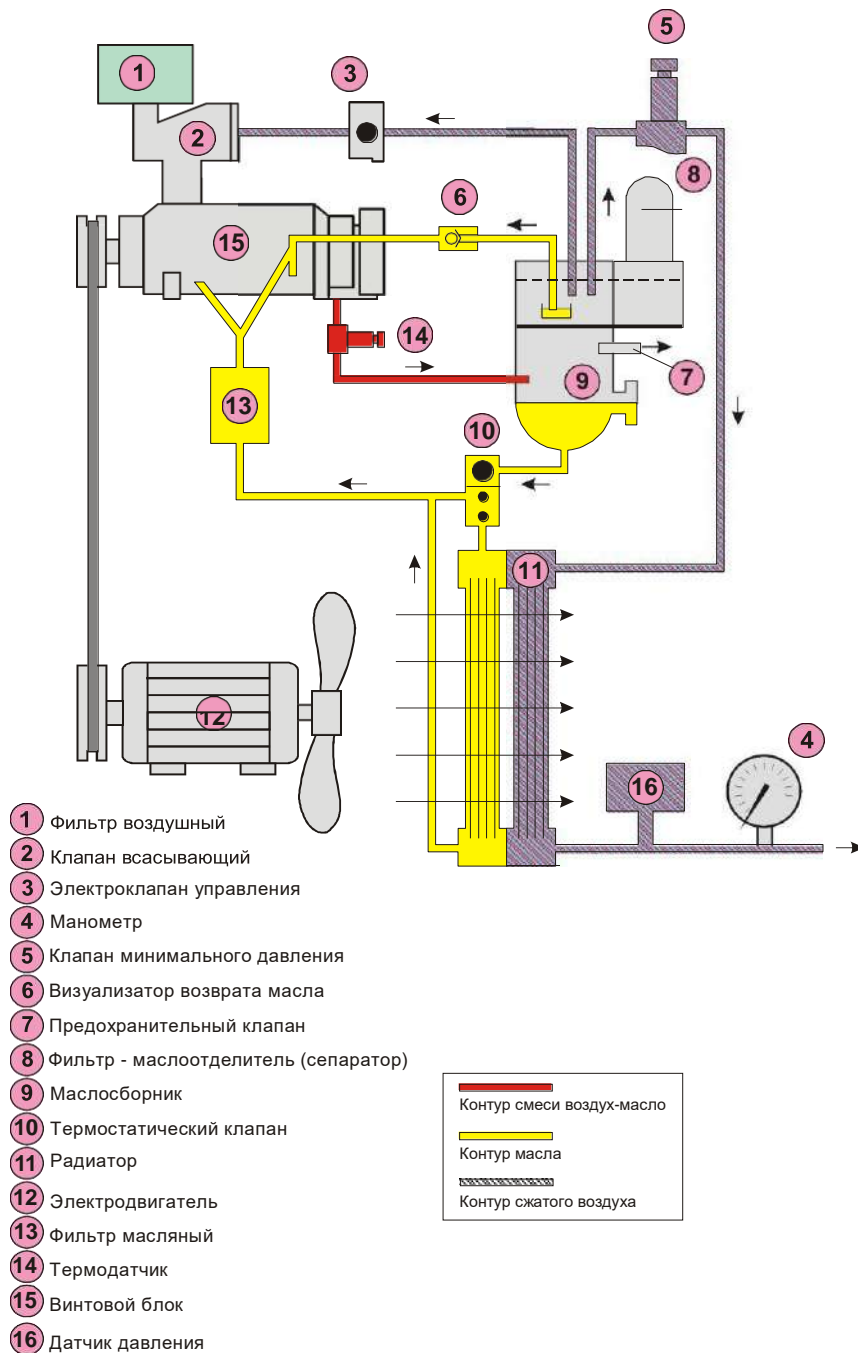 5
1
3
2
8
6
15
14
9
7
13
10
11
12
4
16
1 Фильтр воздушный
2 Клапан всасывающий
3 Электроклапан управления
4 Манометр
5 Клапан минимального давления
6 Визуализатор возврата масла
7 Предохранительный клапан
8 Фильтр - маслоотделитель (сепаратор)
9 Маслосборник
10 Термостатический клапан
11 Радиатор
12 Электродвигатель
13 Фильтр масляный
14 Термодатчик
15 Винтовой блок
16 Датчик давления
Контур смеси воздух-масло
Контур масла
Контур сжатого воздуха